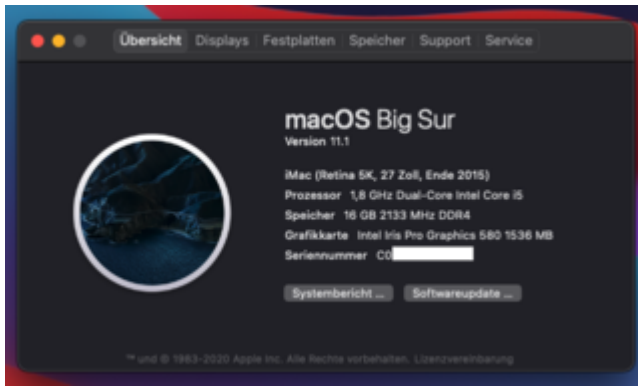 Übersicht Displays Festplatten Speicher Support Service
macOS Big Sur
Version 11.1
iMac (Retina 5K, 27 Zoll, Ende 2015)
Prozessor 1,8 GHz Dual-Core Intel Core i5
Speicher 16 GB 2133 MHz DDR4
Grafikkarte Intel Iris Pro Graphics 580 1536 MB
Seriennummer C0
Systembericht ... Softwareupdate ...
™ und © 1983-2020 Apple Inc. Alle Rechte vorbehalten. Lizenzvereinbarung